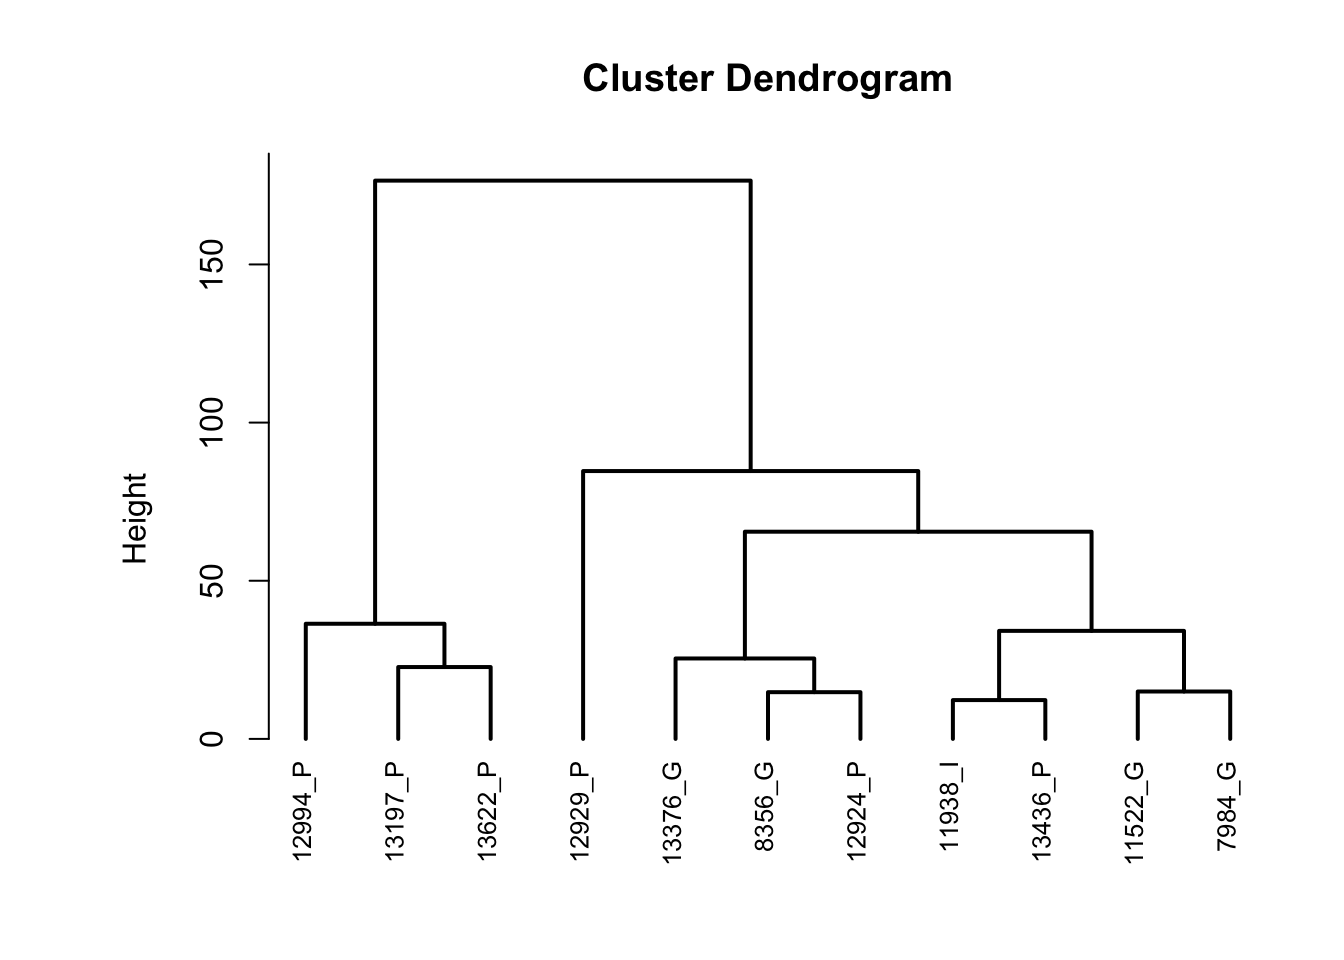 Cluster Dendrogram
Height
0
50
100
150
12994_P
13197_P
13622_P
12929_P
13376_G
8356_G
12924_P
11938_I
13436_P
11522_G
7984_G